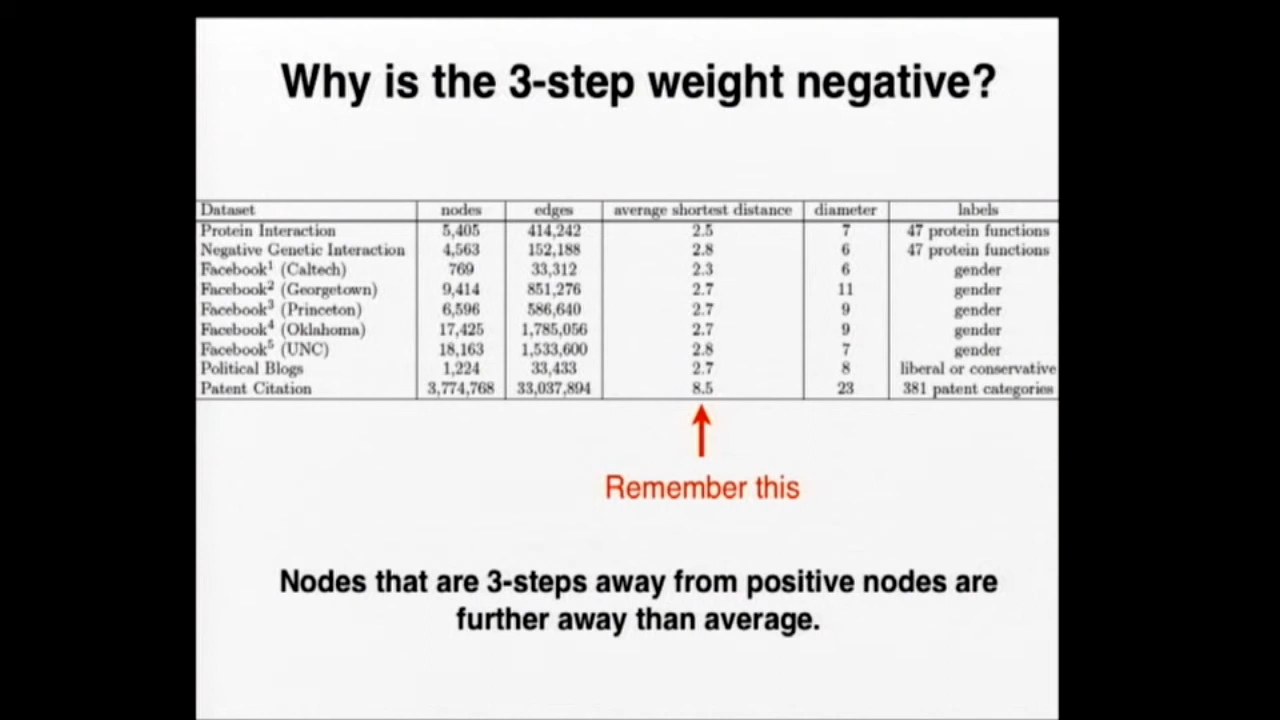 Why is the 3-step weight negative?
Dataset nodes edges average shortest distance diameter labels
Protein Interaction 5,405 414,242 2.5 7 47 protein functions
Negative Genetic Interaction 4,563 152,188 2.8 6 47 protein functions
Facebook¹ (Caltech) 769 33,312 2.3 6 gender
Facebook² (Georgetown) 9,414 851,276 2.7 11 gender
Facebook³ (Princeton) 6,596 586,640 2.7 9 gender
Facebook⁴ (Oklahoma) 17,425 1,785,056 2.7 9 gender
Facebook⁵ (UNC) 18,163 1,533,600 2.8 7 gender
Political Blogs 1,224 33,433 2.7 8 liberal or conservative
Patent Citation 3,774,768 33,037,894 8.5 23 381 patent categories
Remember this
Nodes that are 3-steps away from positive nodes are
further away than average.